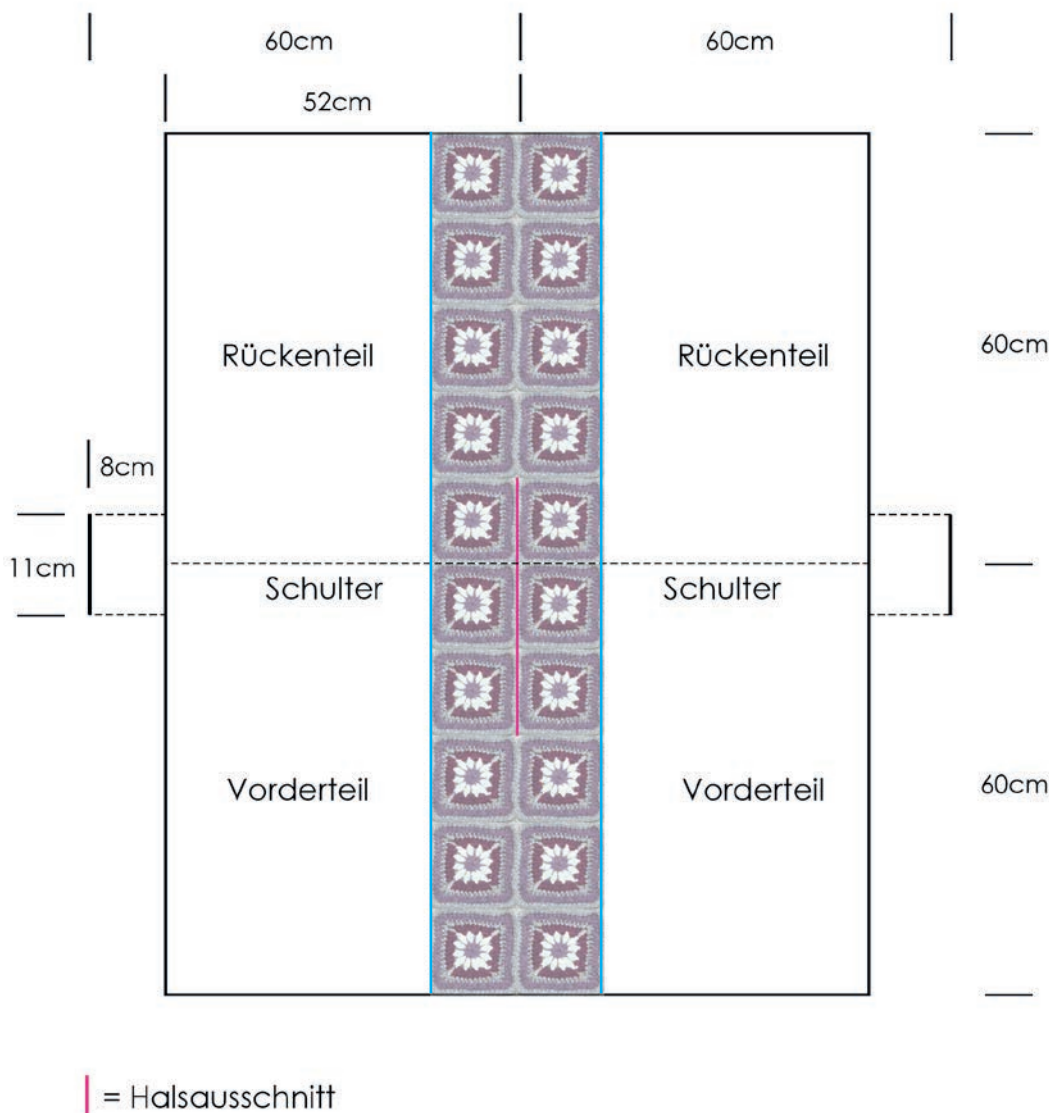 60cm
60cm
52cm
Rückenteil
Rückenteil
60cm
8cm
11cm
Schulter
Schulter
Vorderteil
Vorderteil
60cm
= Halsausschnitt